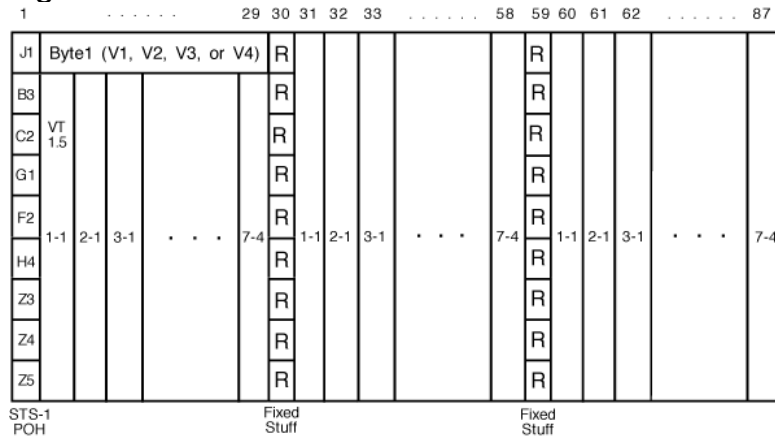 1 . . . . . . 29 30 31 32 33 . . . . . . 58 59 60 61 62 . . . . . . 87
J1 Byte1 (V1, V2, V3, or V4) R R
B3 R R
C2 VT 1.5 R R
G1 R R
F2 R R
1-1 2-1 3-1 . . . 7-4 1-1 2-1 3-1 . . . 7-4 1-1 2-1 3-1 . . . 7-4
H4 R R
Z3 R R
Z4 R R
Z5 R R
STS-1 Fixed Fixed
POH Stuff Stuff